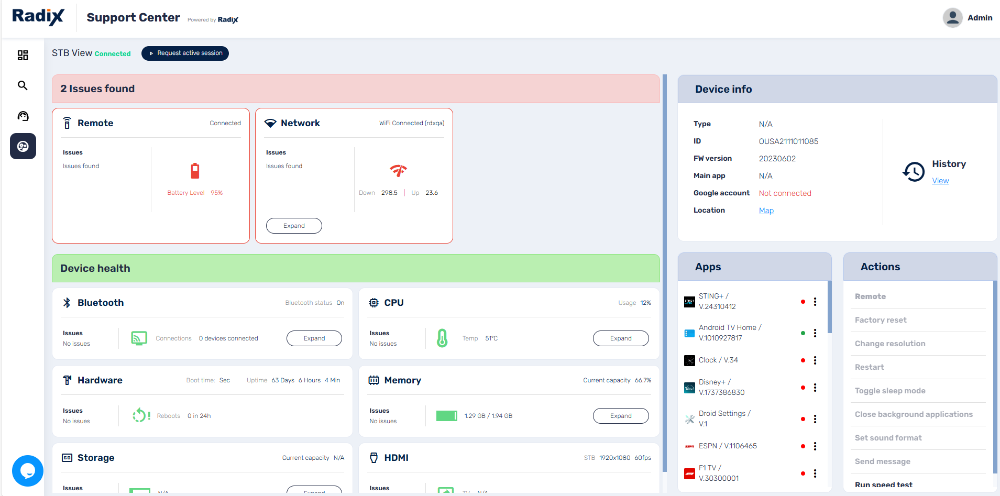 Radix
Support Center
Powered by Radix
Admin
STB View Connected
Request active session
2 Issues found
Remote
Connected
Issues
Issues found
Battery Level 95%
Network
WiFi Connected (rdxqa)
Issues
Issues found
Down 298.5 | Up 23.6
Expand
Device health
Bluetooth
Bluetooth status On
Issues
No issues
Connections 0 devices connected
Expand
CPU
Usage 12%
Issues
No issues
Temp 51°C
Expand
Hardware
Boot time: Sec Uptime 63 Days 6 Hours 4 Min
Issues
No issues
Reboots 0 in 24h
Memory
Current capacity 66.7%
Issues
No issues
1.29 GB / 1.94 GB
Expand
Storage
Current capacity N/A
Issues
N/A
Expand
HDMI
STB 1920x1080 60fps
Issues
TV N/A
Device info
Type N/A
ID OUSA2111011085
FW version 20230602
Main app N/A
Google account Not connected
Location Map
History
View
Apps
STING+ /
V.24310412
Android TV Home /
V.1010927817
Clock / V.34
Disney+ /
V.1737386830
Droid Settings /
V.1
ESPN / V.1106465
F1 TV /
V.30300001
Actions
Remote
Factory reset
Change resolution
Restart
Toggle sleep mode
Close background applications
Set sound format
Send message
Run speed test